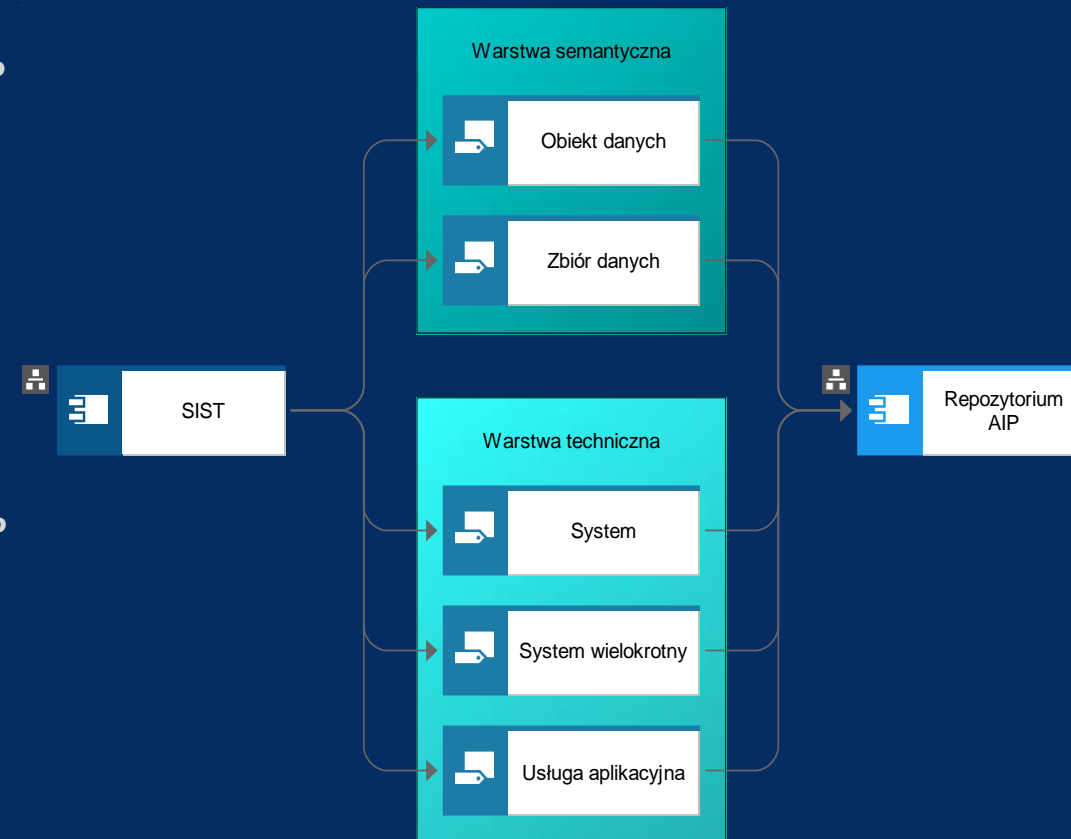 Warstwa semantyczna
Obiekt danych
Zbiór danych
SIST
Repozytorium
AIP
Warstwa techniczna
System
System wielokrotny
Usługa aplikacyjna